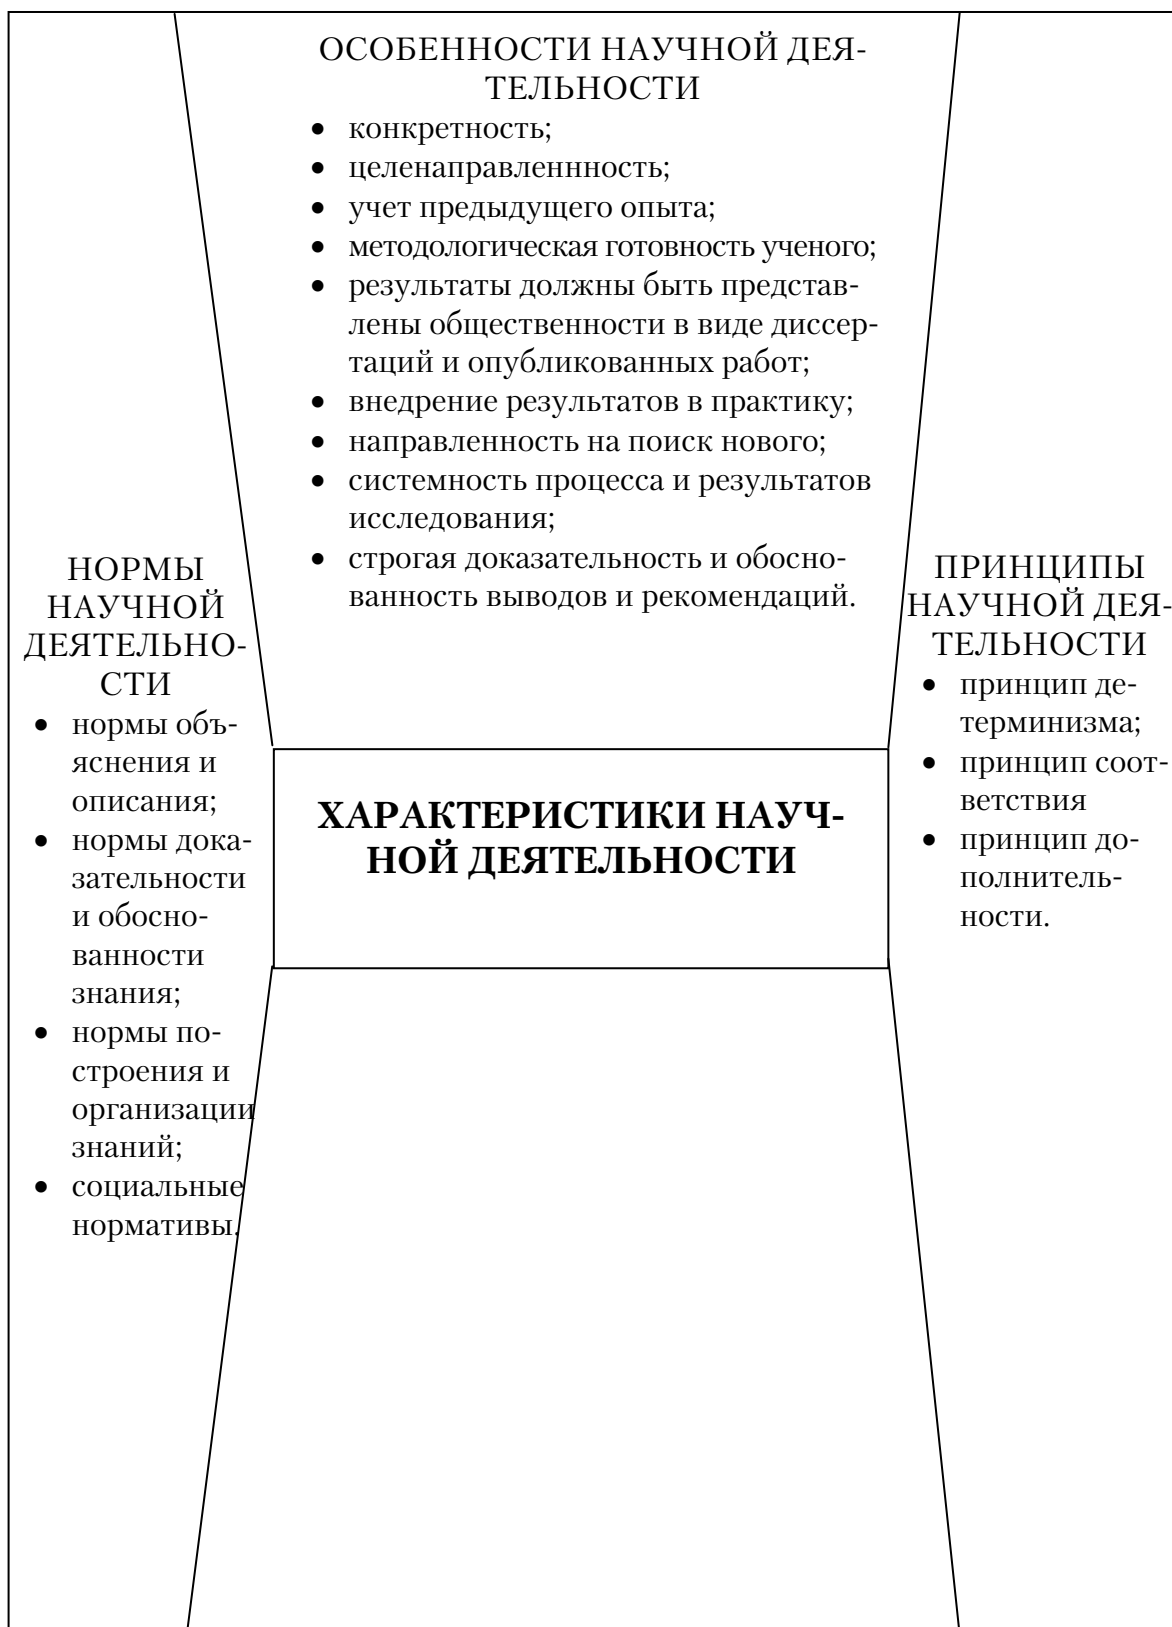 ОСОБЕННОСТИ НАУЧНОЙ ДЕЯ-
ТЕЛЬНОСТИ
• конкретность;
• целенаправленнность;
• учет предыдущего опыта;
• методологическая готовность ученого;
• результаты должны быть представ-
лены общественности в виде диссер-
таций и опубликованных работ;
• внедрение результатов в практику;
• направленность на поиск нового;
• системность процесса и результатов
исследования;
• строгая доказательность и обосно-
ванность выводов и рекомендаций.
НОРМЫ
НАУЧНОЙ
ДЕЯТЕЛЬНО-
СТИ
• нормы объ-
яснения и
описания;
• нормы дока-
зательности
и обосно-
ванности
знания;
• нормы по-
строения и
организации
знаний;
• социальные
нормативы.
ХАРАКТЕРИСТИКИ НАУЧ-
НОЙ ДЕЯТЕЛЬНОСТИ
ПРИНЦИПЫ
НАУЧНОЙ ДЕЯ-
ТЕЛЬНОСТИ
• принцип де-
терминизма;
• принцип соот-
ветствия
• принцип до-
полнитель-
ности.